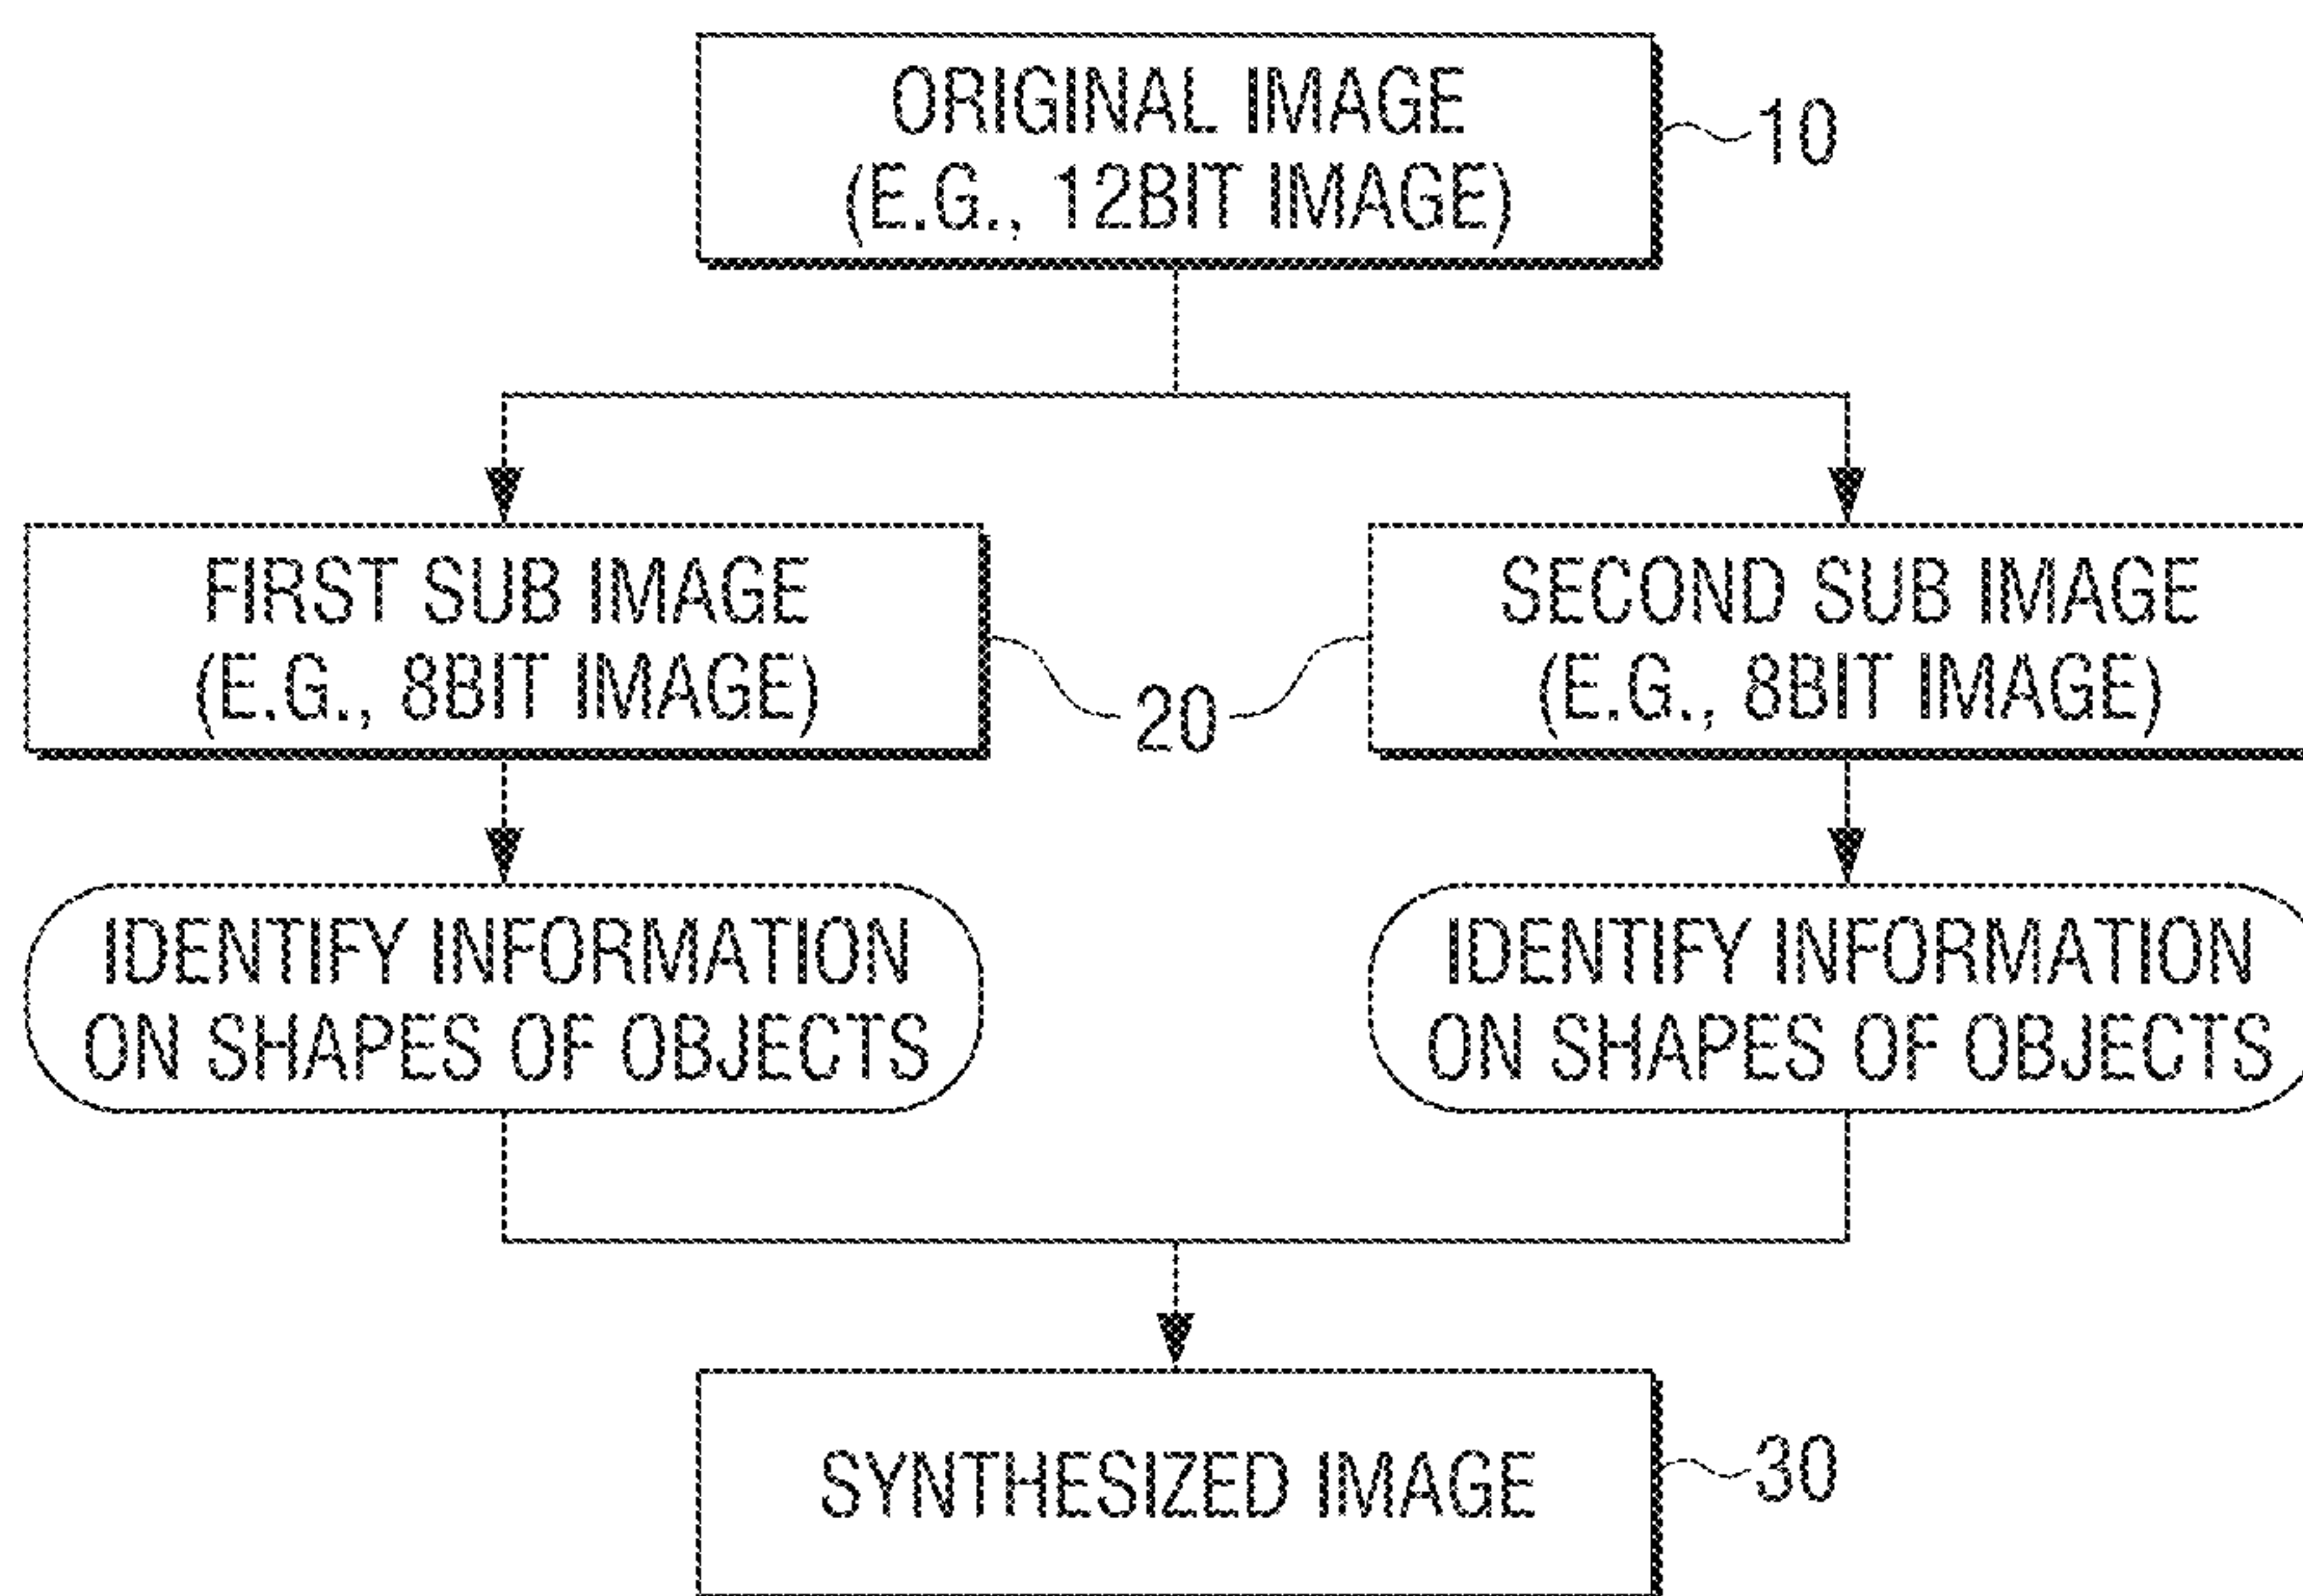 ORIGINAL IMAGE
(E.G., 12BIT IMAGE)
10
FIRST SUB IMAGE
(E.G., 8BIT IMAGE)
20
SECOND SUB IMAGE
(E.G., 8BIT IMAGE)
IDENTIFY INFORMATION
ON SHAPES OF OBJECTS
IDENTIFY INFORMATION
ON SHAPES OF OBJECTS
SYNTHESIZED IMAGE
30